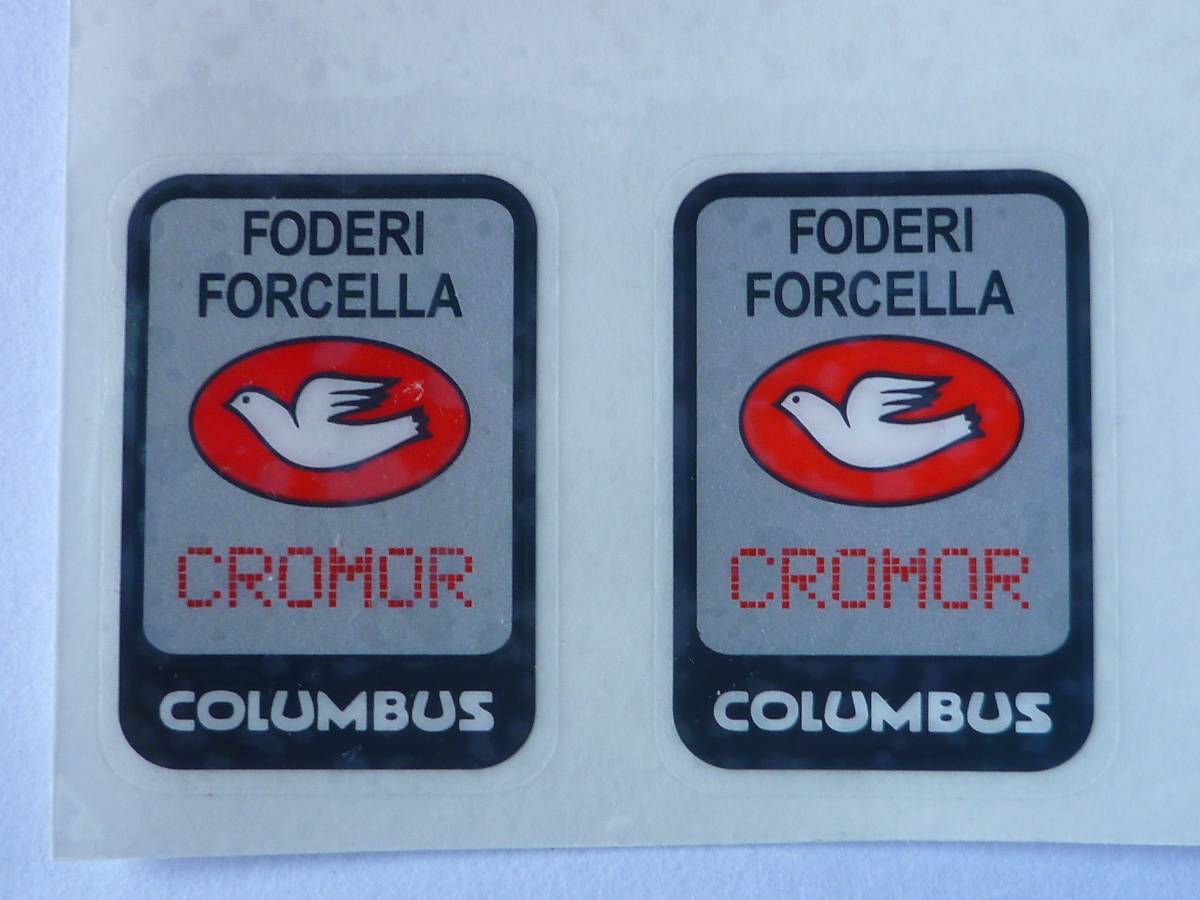 FODERI
FORCELLA
CROMOR
COLUMBUS
FODERI
FORCELLA
CROMOR
COLUMBUS